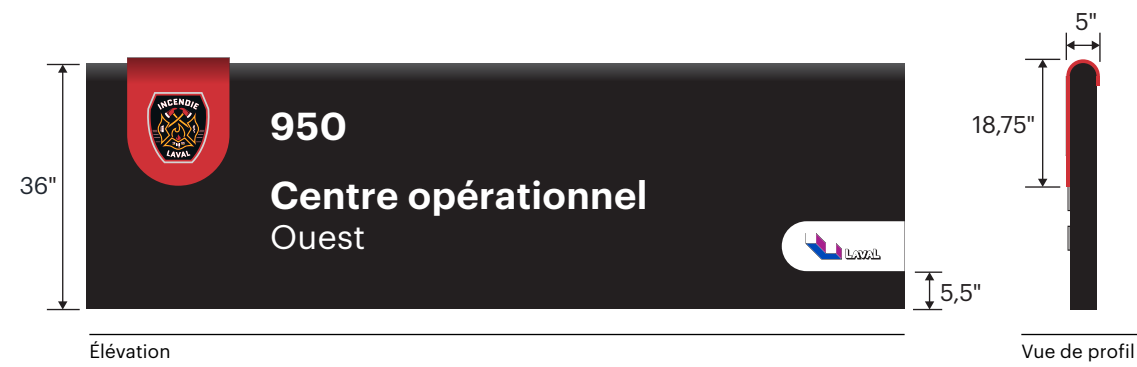 5"
INCENDIE
LAVAL
950
18,75"
36"
Centre opérationnel
Ouest
LAVAL
5,5"
Élévation
Vue de profil